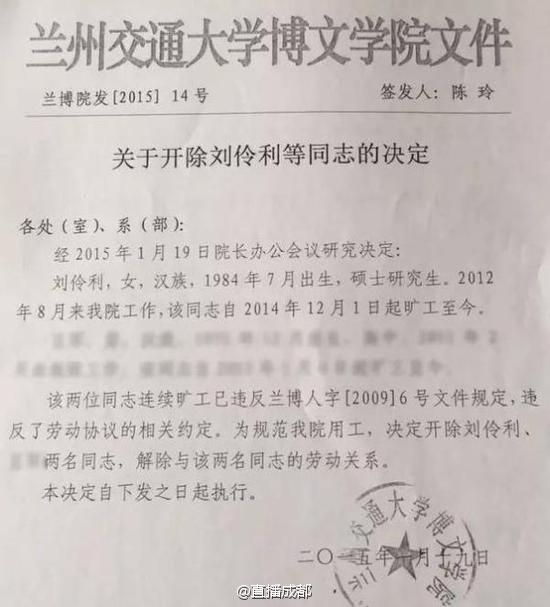 兰州交通大学博文学院文件
兰博院发[2015] 14号 签发人：陈 玲
关于开除刘伶利等同志的决定
各处（室）、系（部）：
经2015年1月19日院长办公会议研究决定：
刘伶利，女，汉族，1984年7月出生，硕士研究生。2012
年8月来我院工作，该同志自2014年12月1日起旷工至今。
该两位同志连续旷工已违反兰博人字[2009]6号文件规定，违
反了劳动协议的相关约定。为规范我院用工，决定开除刘伶利、
两名同志，解除与该两名同志的劳动关系。
本决定自下发之日起执行。
二〇一五年一月十九日
兰州交通大学博文学院
@直播成都